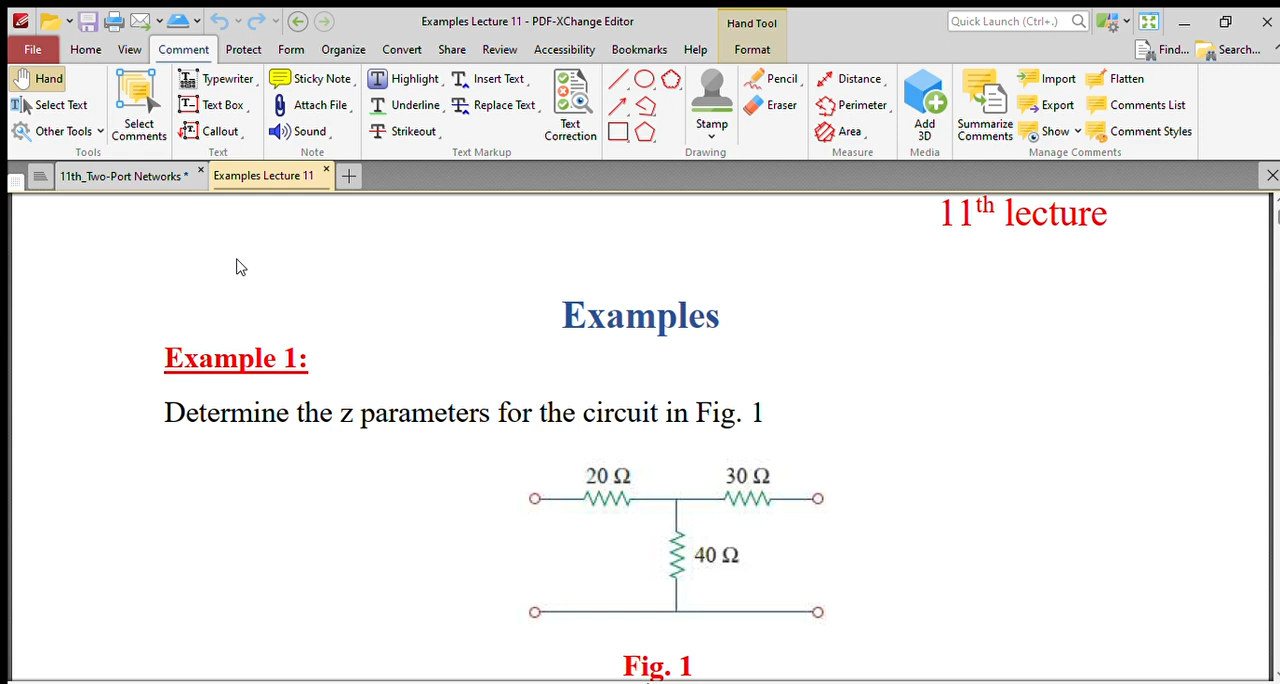 Examples Lecture 11 - PDF-XChange Editor
Hand Tool
Quick Launch (Ctrl+.)
File Home View Comment Protect Form Organize Convert Share Review Accessibility Bookmarks Help Format Find... Search...
Hand
Select Text
Other Tools
Select Comments
Tools
Typewriter
Callout
Text
Sticky Note
Attach File
Sound
Note
Highlight
Underline
Strikeout
Insert Text
Replace Text
Text Correction
Text Markup
Stamp
Pencil
Eraser
Drawing
Distance
Perimeter
Area
Measure
Add 3D
Media
Summarize Comments
Import
Export
Show
Flatten
Comments List
Comment Styles
Manage Comments
11th_Two-Port Networks *
Examples Lecture 11
11th lecture
Examples
Example 1:
Determine the z parameters for the circuit in Fig. 1
20 Ω 30 Ω
40 Ω
Fig. 1